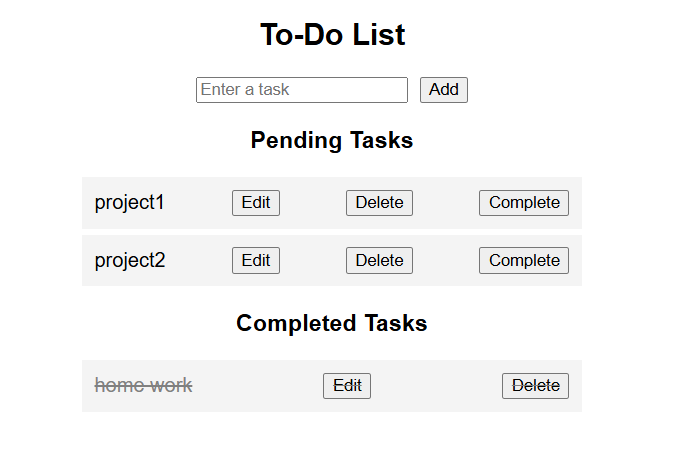 To-Do List
Enter a task Add
Pending Tasks
project1 Edit Delete Complete
project2 Edit Delete Complete
Completed Tasks
home work Edit Delete